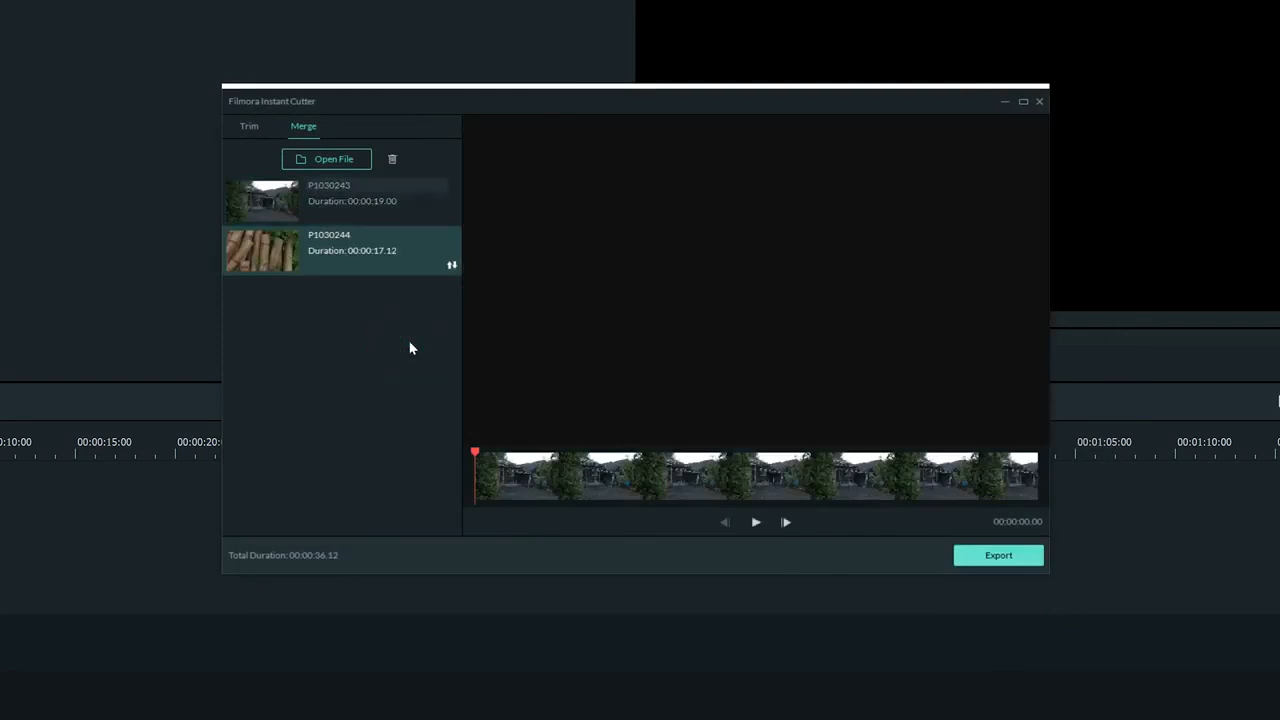 Filmora Instant Cutter
Trim
Merge
Open File
P1030243
Duration: 00:00:19.00
P1030244
Duration: 00:00:17.12
0:10:00
00:00:15:00
00:00:20:
00:01:05:00
00:01:10:00
00:00:00.00
Total Duration: 00:00:36.12
Export